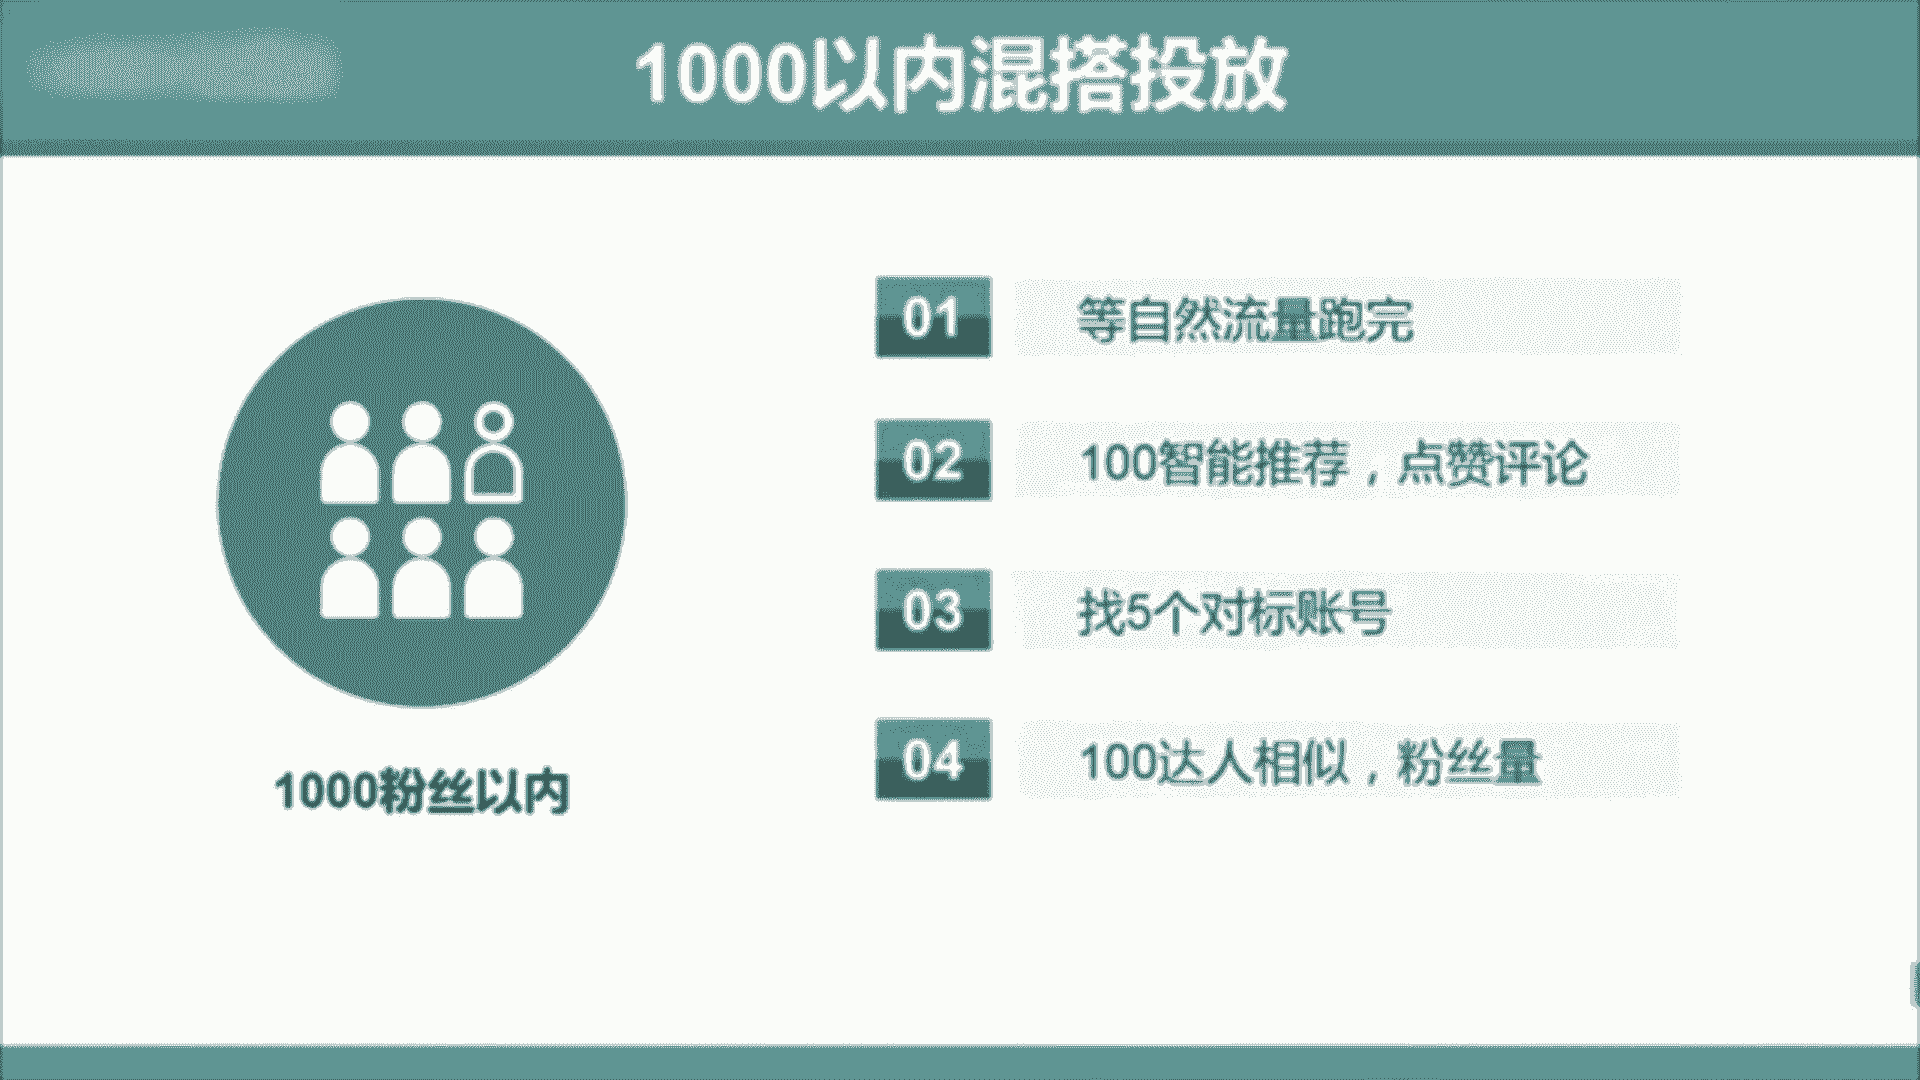 1000以内混搭投放
01 等自然流量跑完
02 100智能推荐，点赞评论
03 找5个对标账号
04 100达人相似，粉丝量
1000粉丝以内